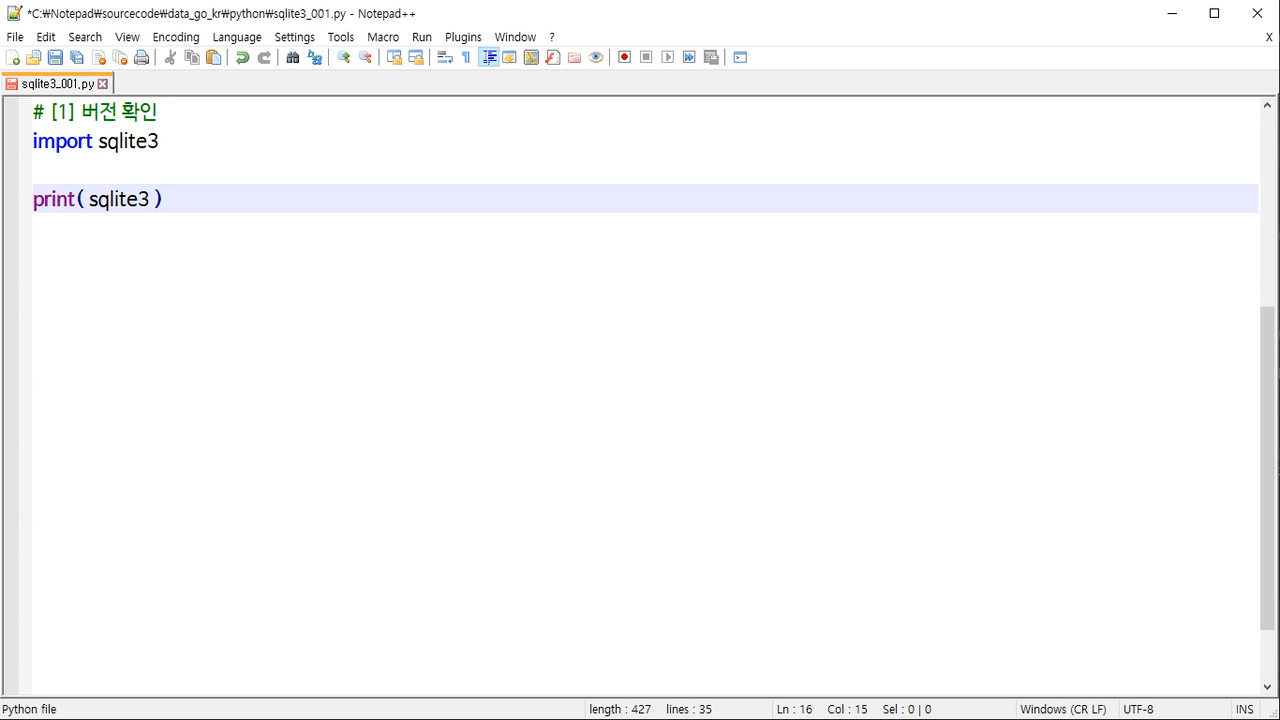 *C:₩Notepad₩sourcecode₩data_go_kr₩python₩sqlite3_001.py - Notepad++
File Edit Search View Encoding Language Settings Tools Macro Run Plugins Window ? X
sqlite3_001.py
# [1] 버전 확인
import sqlite3
print( sqlite3 )
Python file length : 427 lines : 35 Ln : 16 Col : 15 Sel : 0 | 0 Windows (CR LF) UTF-8 INS